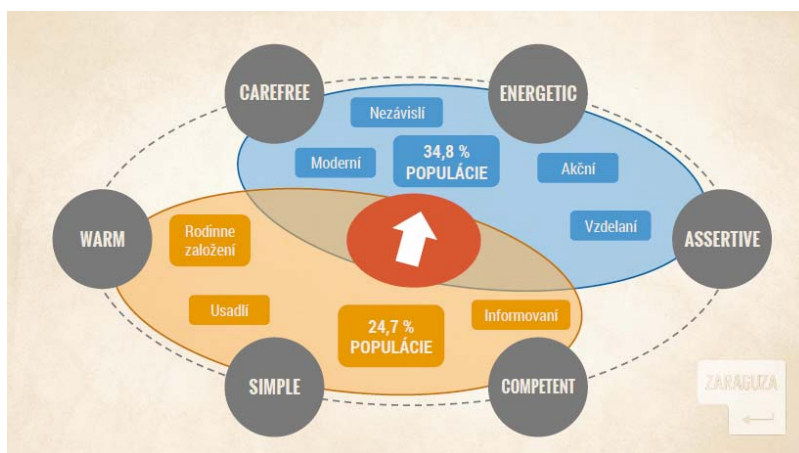 CAREFREE
ENERGETIC
Nezávislí
34,8 %
POPULÁCIE
Moderní
Akční
WARM
Rodinne
založení
Vzdelaní
ASSERTIVE
Usadlí
24,7 %
POPULÁCIE
Informovaní
SIMPLE
COMPETENT
ZARAGUZA